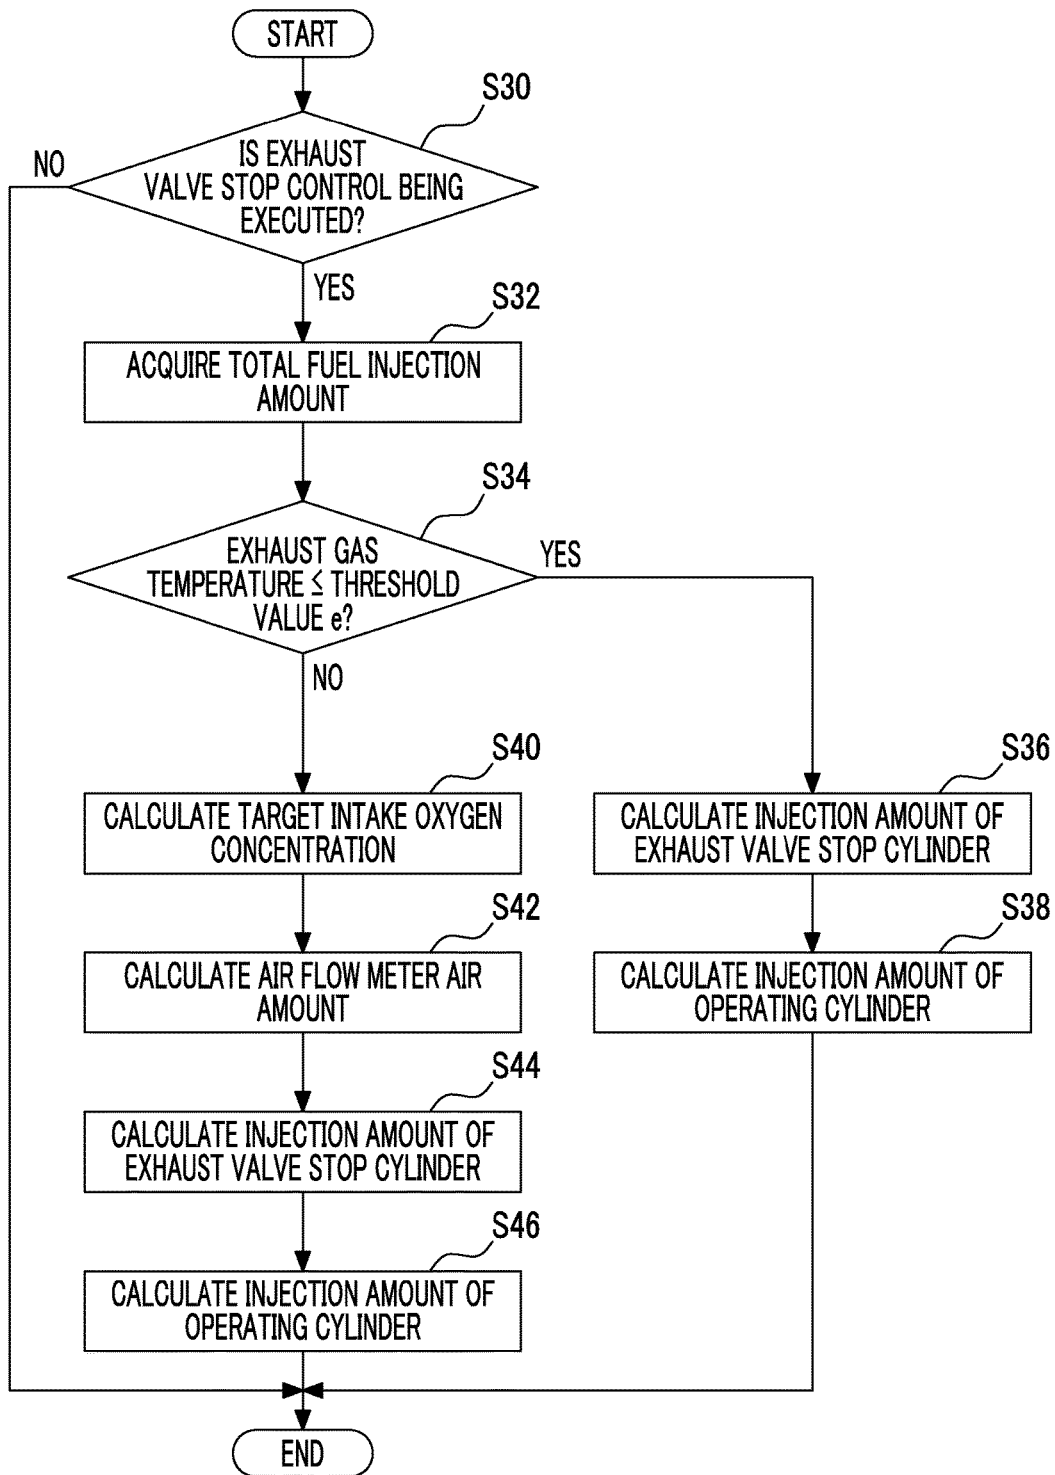 START
S30
IS EXHAUST
VALVE STOP CONTROL BEING
EXECUTED?
NO
YES
S32
ACQUIRE TOTAL FUEL INJECTION
AMOUNT
S34
EXHAUST GAS
TEMPERATURE ≦ THRESHOLD
VALUE e?
YES
NO
S40
CALCULATE TARGET INTAKE OXYGEN
CONCENTRATION
S36
CALCULATE INJECTION AMOUNT OF
EXHAUST VALVE STOP CYLINDER
S42
CALCULATE AIR FLOW METER AIR
AMOUNT
S38
CALCULATE INJECTION AMOUNT OF
OPERATING CYLINDER
S44
CALCULATE INJECTION AMOUNT OF
EXHAUST VALVE STOP CYLINDER
S46
CALCULATE INJECTION AMOUNT OF
OPERATING CYLINDER
END